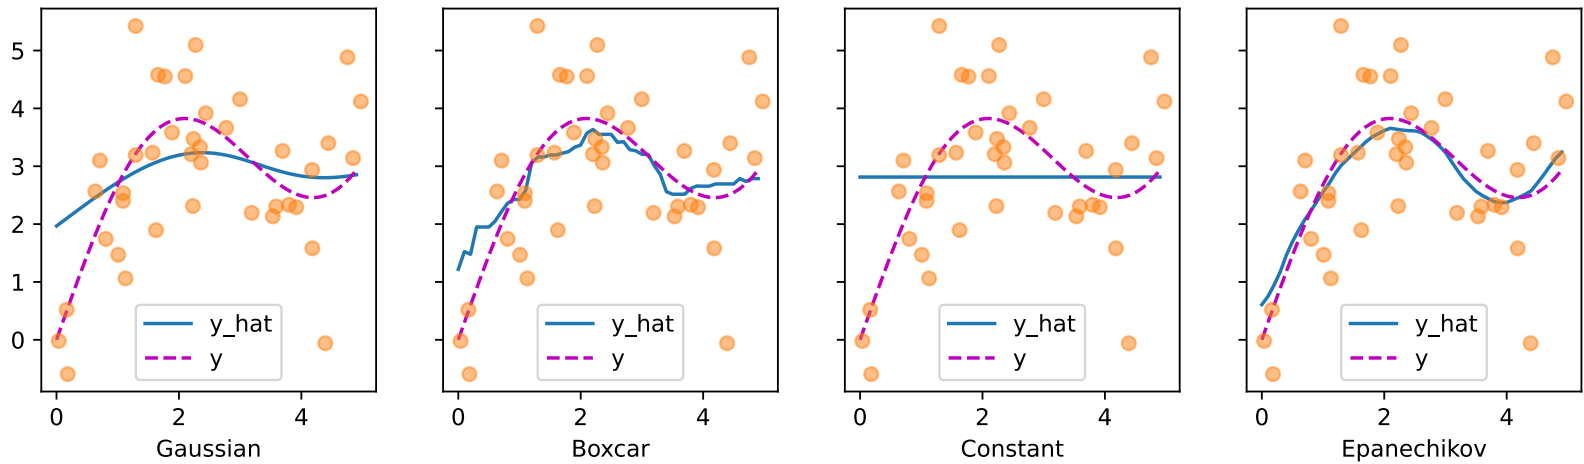 5
4
3
2
1
0
y_hat
y
0 2 4
Gaussian
y_hat
y
0 2 4
Boxcar
y_hat
y
0 2 4
Constant
y_hat
y
0 2 4
Epanechikov